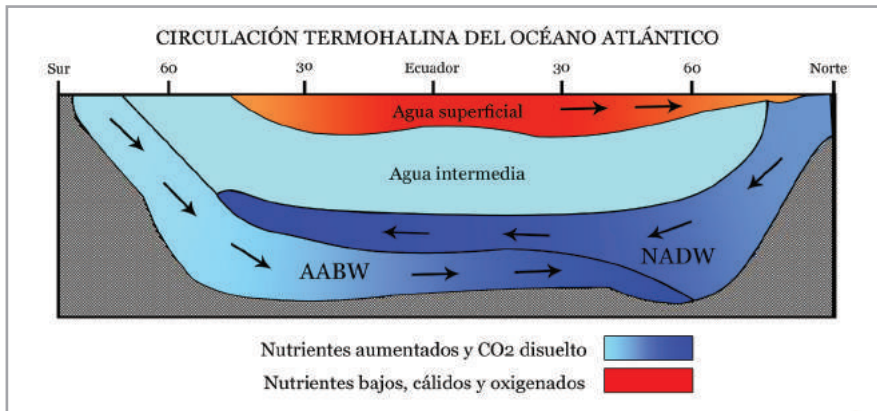 CIRCULACIÓN TERMOHALINA DEL OCÉANO ATLÁNTICO
Sur 60 30 Ecuador 30 60 Norte
Agua superficial
Agua intermedia
NADW
AABW
Nutrientes aumentados y CO2 disuelto
Nutrientes bajos, cálidos y oxigenados